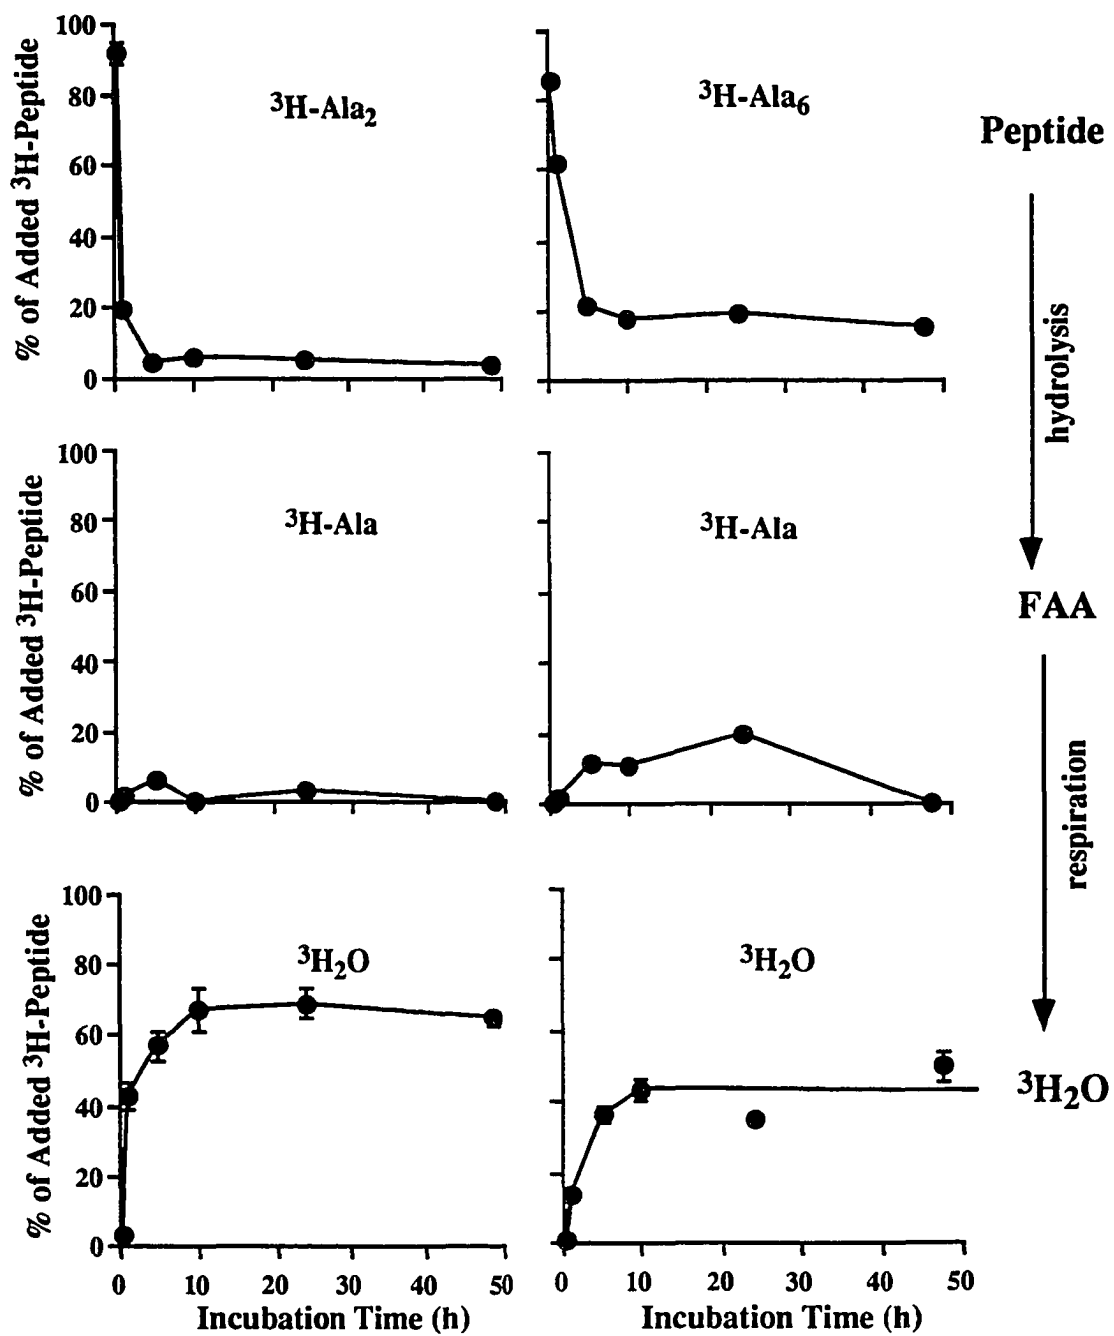 % of Added ³H-Peptide
100
80
60
40
20
0
³H-Ala₂
³H-Ala₆
Peptide
hydrolysis
% of Added ³H-Peptide
100
80
60
40
20
0
³H-Ala
³H-Ala
FAA
respiration
% of Added ³H-Peptide
100
80
60
40
20
0
³H₂O
³H₂O
³H₂O
0 10 20 30 40 50
0 10 20 30 40 50
Incubation Time (h)
Incubation Time (h)